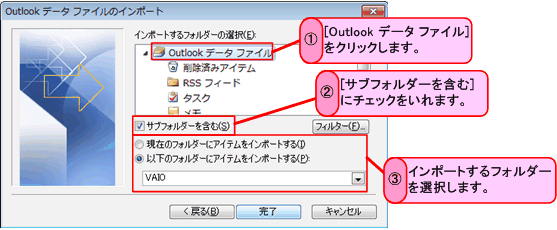 Outlook データ ファイルのインポート
インポートするフォルダーの選択(E):
Outlook データ ファイル
削除済みアイテム
RSS フィード
タスク
メモ
サブフォルダーを含む(S)
フィルター(F)...
現在のフォルダーにアイテムをインポートする(I)
以下のフォルダーにアイテムをインポートする(P):
VAIO
< 戻る(B)
完了
キャンセル
① [Outlook データ ファイル]
をクリックします。
② [サブフォルダーを含む]
にチェックをいれます。
③ インポートするフォルダー
を選択します。